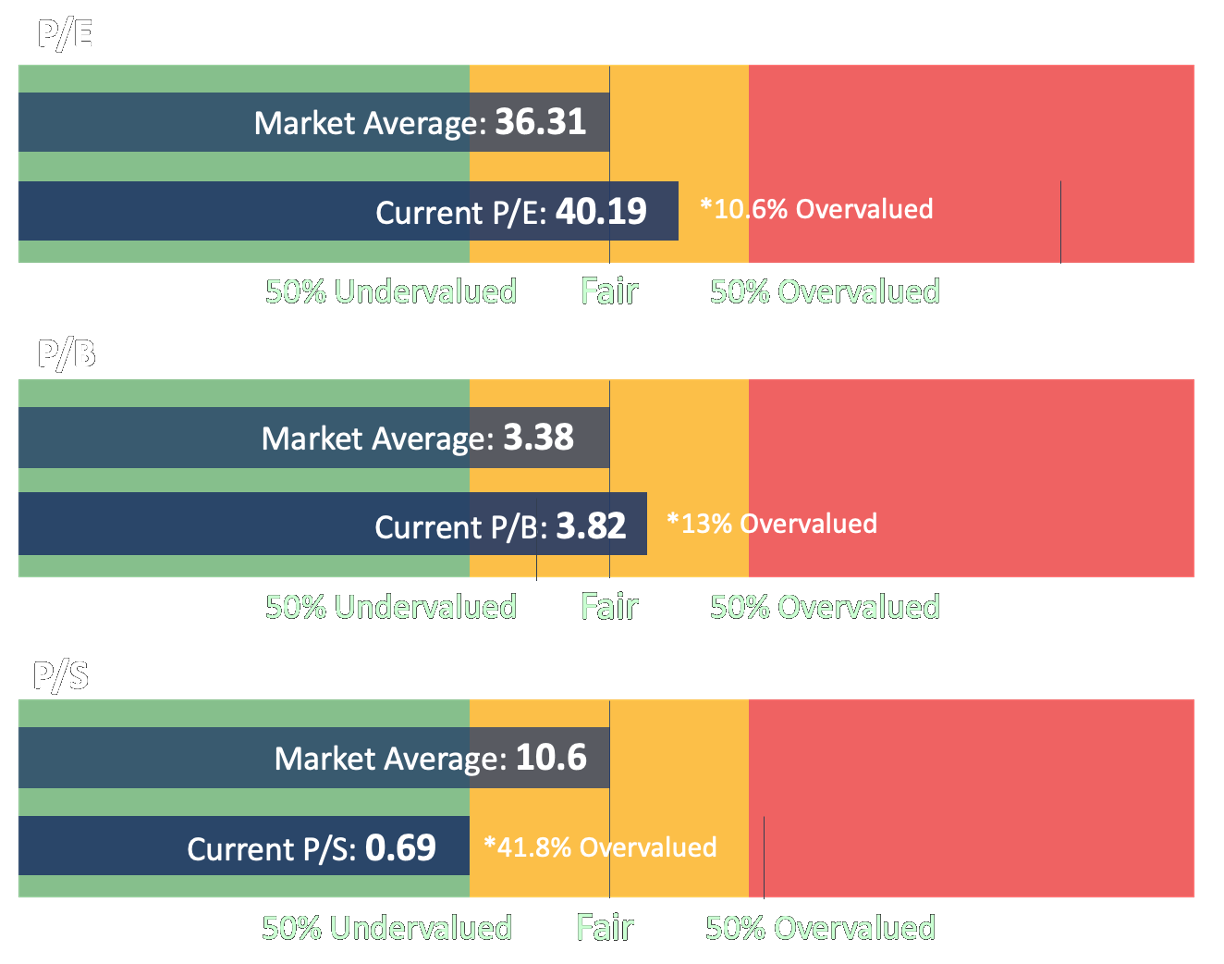 P/E
Market Average: 36.31
Current P/E: 40.19 *10.6% Overvalued
50% Undervalued Fair 50% Overvalued
P/B
Market Average: 3.38
Current P/B: 3.82 *13% Overvalued
50% Undervalued Fair 50% Overvalued
P/S
Market Average: 10.6
Current P/S: 0.69 *41.8% Overvalued
50% Undervalued Fair 50% Overvalued